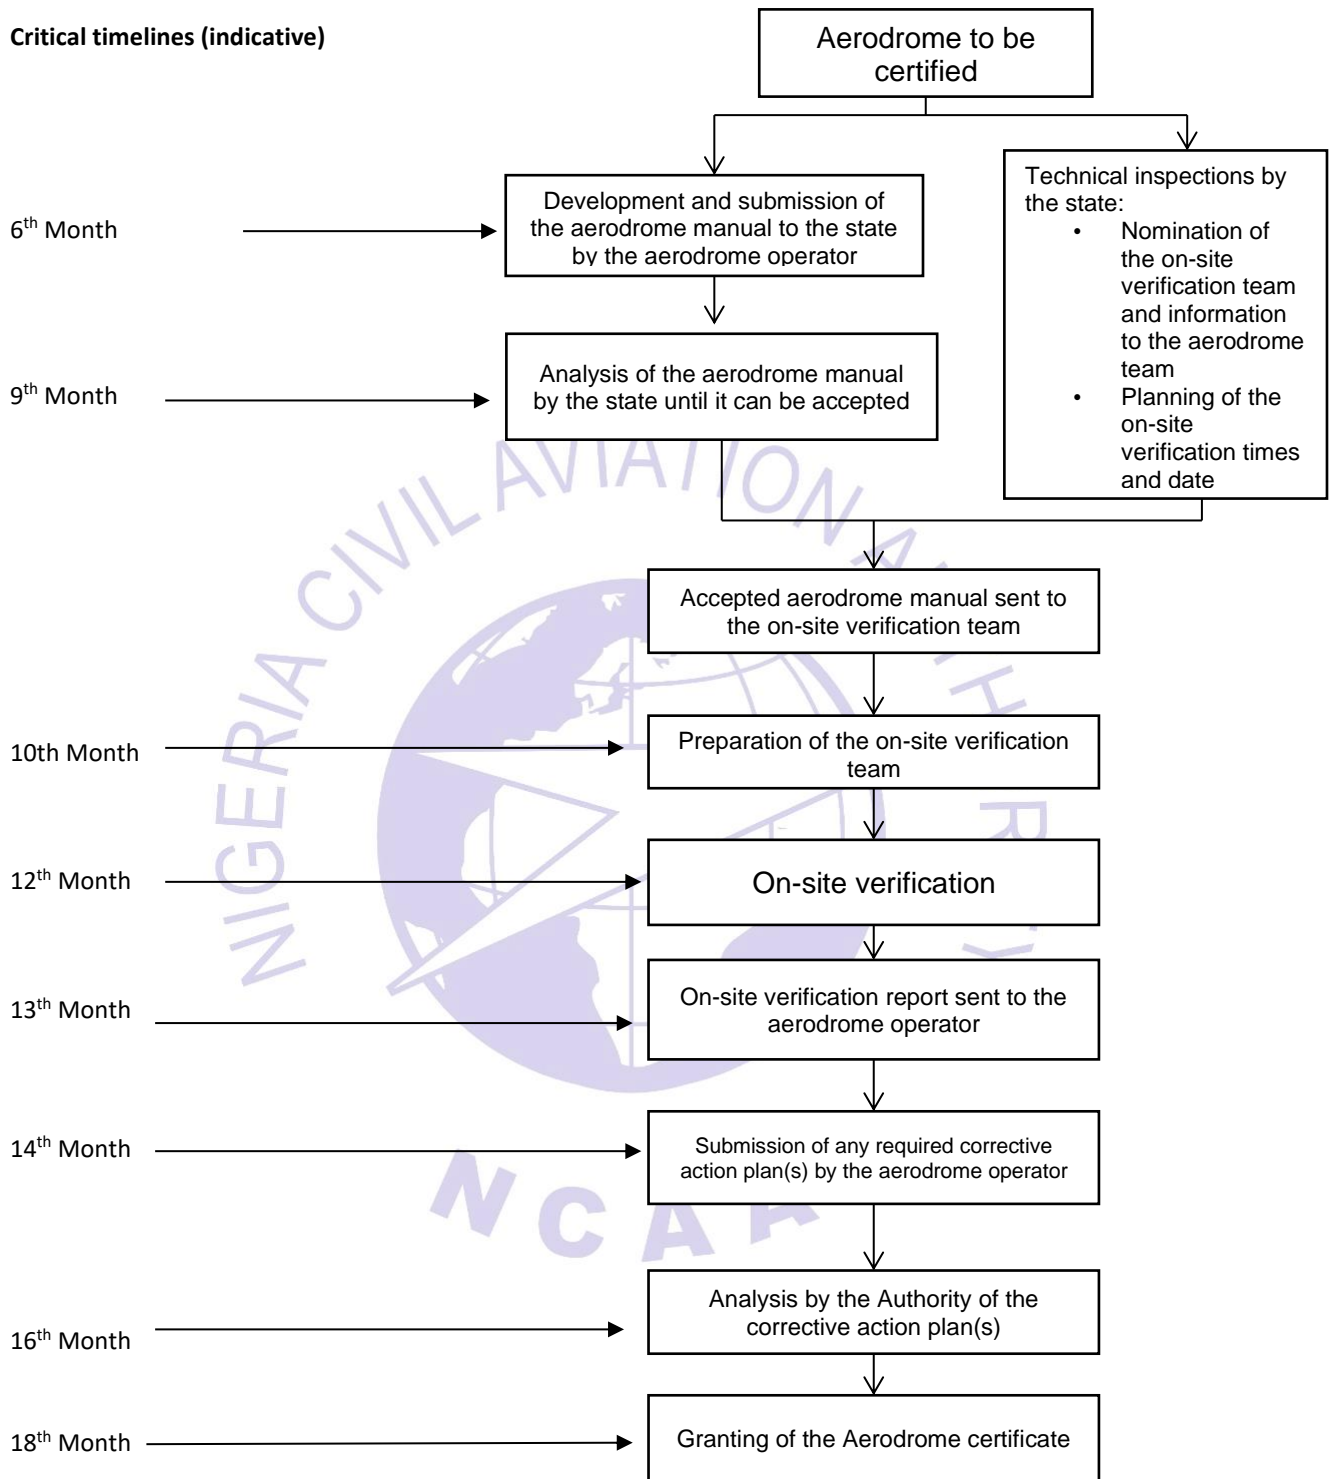 Critical timelines (indicative)
Aerodrome to be
certified
6th Month
Development and submission of
the aerodrome manual to the state
by the aerodrome operator
Technical inspections by
the state:
• Nomination of
the on-site
verification team
and information
to the aerodrome
team
• Planning of the
on-site
verification times
and date
9th Month
Analysis of the aerodrome manual
by the state until it can be accepted
Accepted aerodrome manual sent to
the on-site verification team
10th Month
Preparation of the on-site verification
team
12th Month
On-site verification
13th Month
On-site verification report sent to the
aerodrome operator
14th Month
Submission of any required corrective
action plan(s) by the aerodrome operator
16th Month
Analysis by the Authority of the
corrective action plan(s)
18th Month
Granting of the Aerodrome certificate
NIGERIA CIVIL AVIATION
NCAA